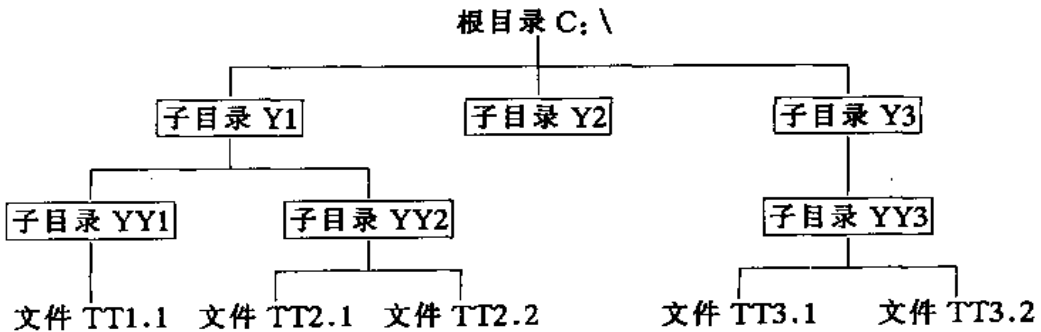 根目录 C:\
子目录 Y1 子目录 Y2 子目录 Y3
子目录 YY1 子目录 YY2 子目录 YY3
文件 TT1.1 文件 TT2.1 文件 TT2.2 文件 TT3.1 文件 TT3.2